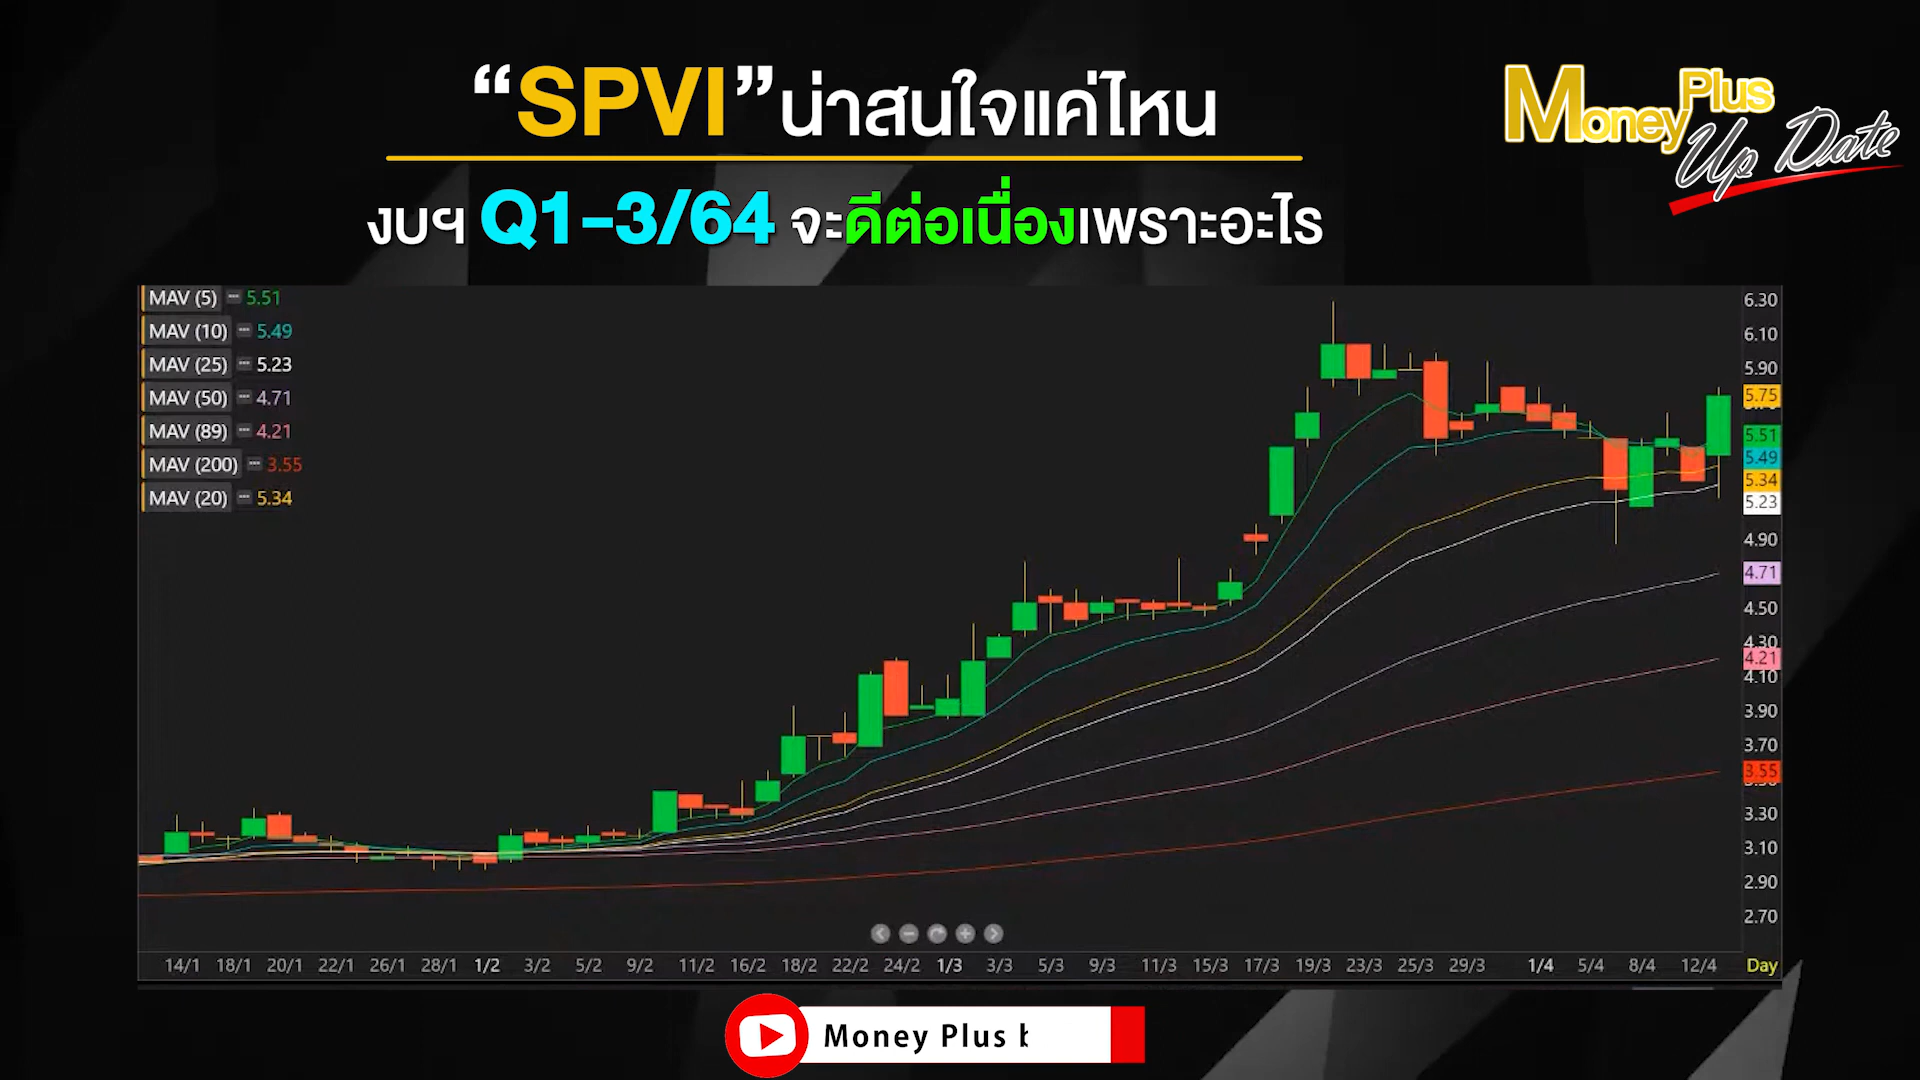 “SPVI”น่าสนใจแค่ไหน
งบฯ Q1-3/64 จะดีต่อเนื่องเพราะอะไร
Money Plus
Up Date
MAV (5) 5.51
MAV (10) 5.49
MAV (25) 5.23
MAV (50) 4.71
MAV (89) 4.21
MAV (200) 3.55
MAV (20) 5.34
6.30
6.10
5.90
5.75
5.51
5.49
5.34
5.23
4.90
4.71
4.50
4.30
4.21
4.10
3.90
3.70
3.55
3.30
3.10
2.90
2.70
14/1 18/1 20/1 22/1 26/1 28/1 1/2 3/2 5/2 9/2 11/2 16/2 18/2 22/2 24/2 1/3 3/3 5/3 9/3 11/3 15/3 17/3 19/3 23/3 25/3 29/3 1/4 5/4 8/4 12/4 Day
Money Plus